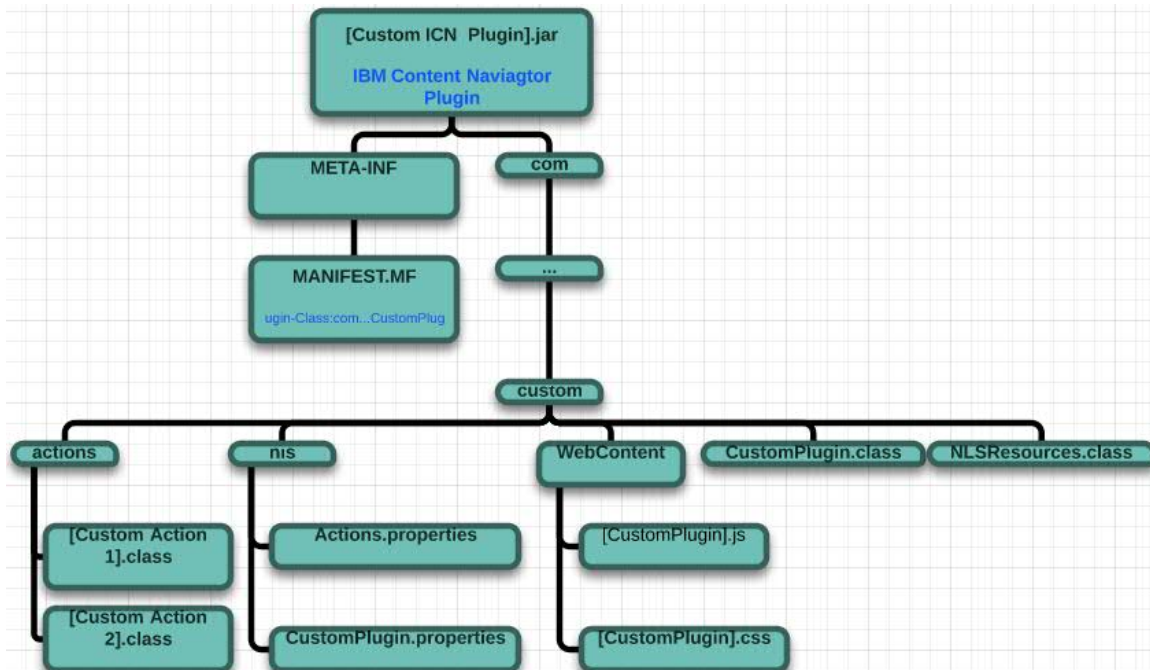 [Custom ICN Plugin].jar
IBM Content Naviagtor
Plugin
META-INF
com
MANIFEST.MF
ugin-Class:com...CustomPlug
...
custom
actions
nis
WebContent
CustomPlugin.class
NLSResources.class
[Custom Action
1].class
Actions.properties
[CustomPlugin].js
[Custom Action
2].class
CustomPlugin.properties
[CustomPlugin].css